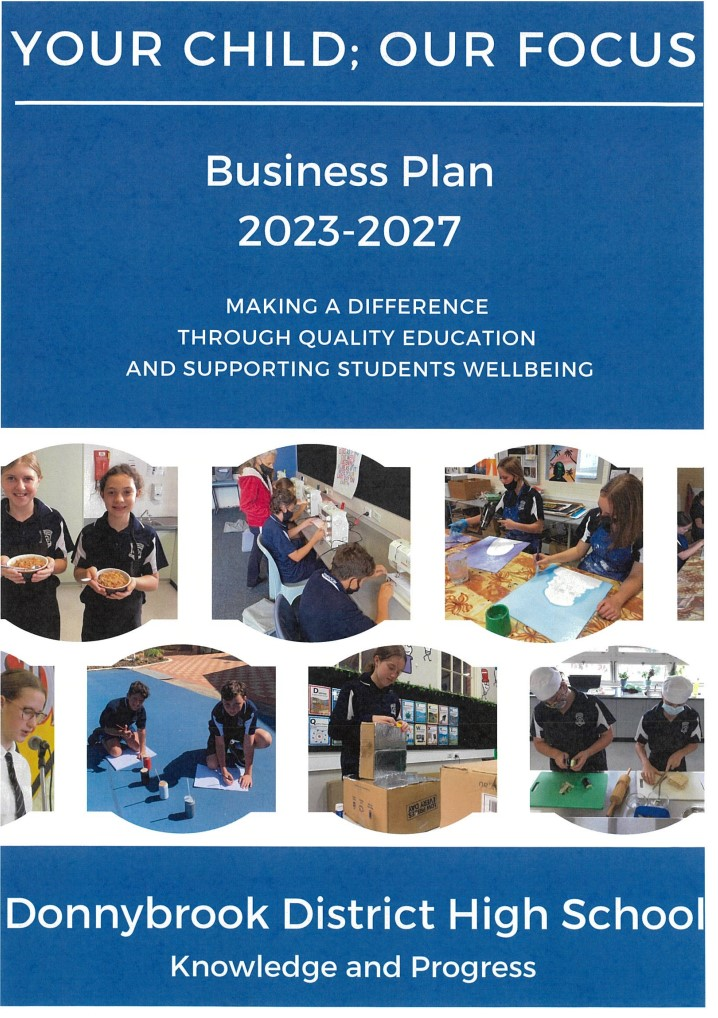 YOUR CHILD; OUR FOCUS
Business Plan
2023-2027
MAKING A DIFFERENCE
THROUGH QUALITY EDUCATION
AND SUPPORTING STUDENTS WELLBEING
Donnybrook District High School
Knowledge and Progress